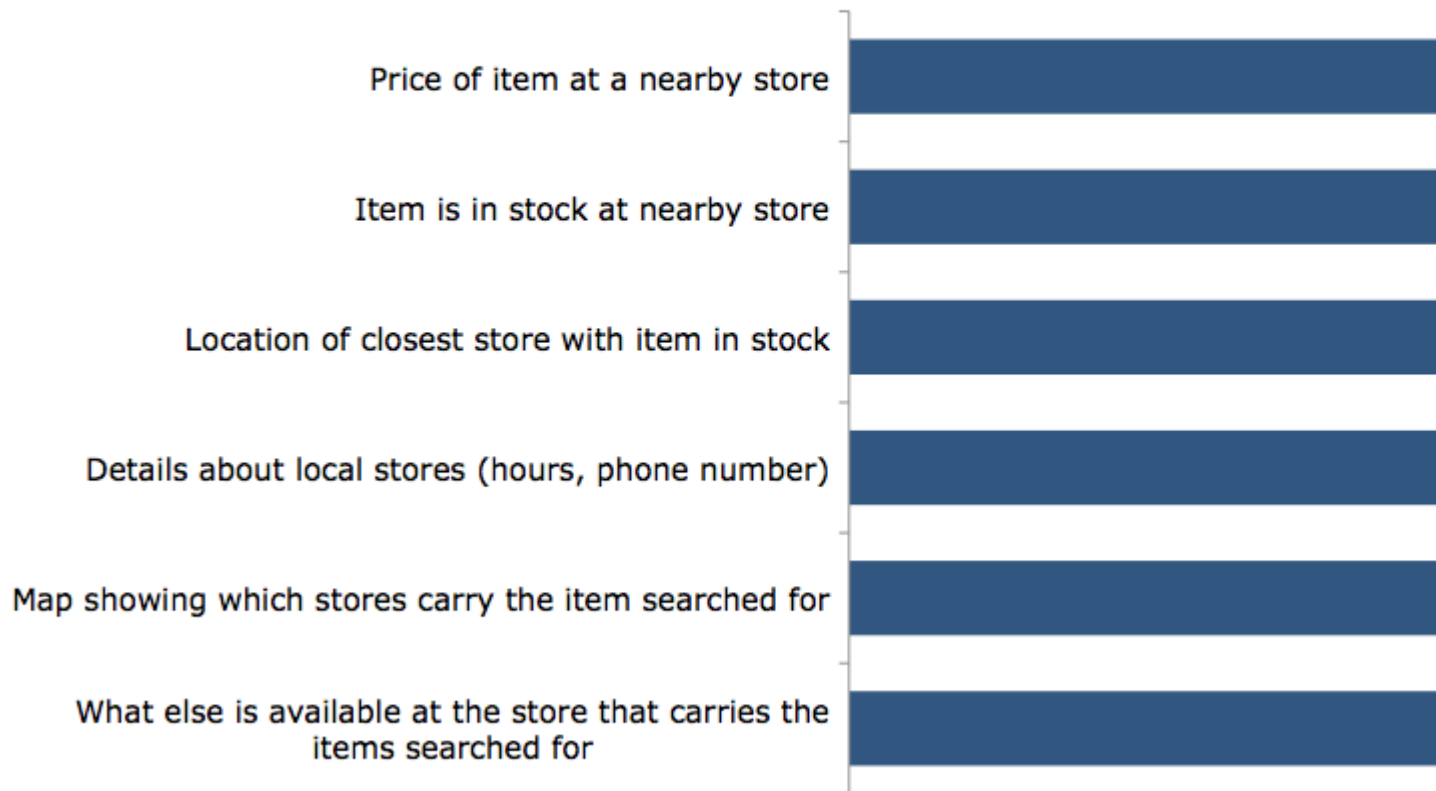 Price of item at a nearby store
Item is in stock at nearby store
Location of closest store with item in stock
Details about local stores (hours, phone number)
Map showing which stores carry the item searched for
What else is available at the store that carries the
items searched for